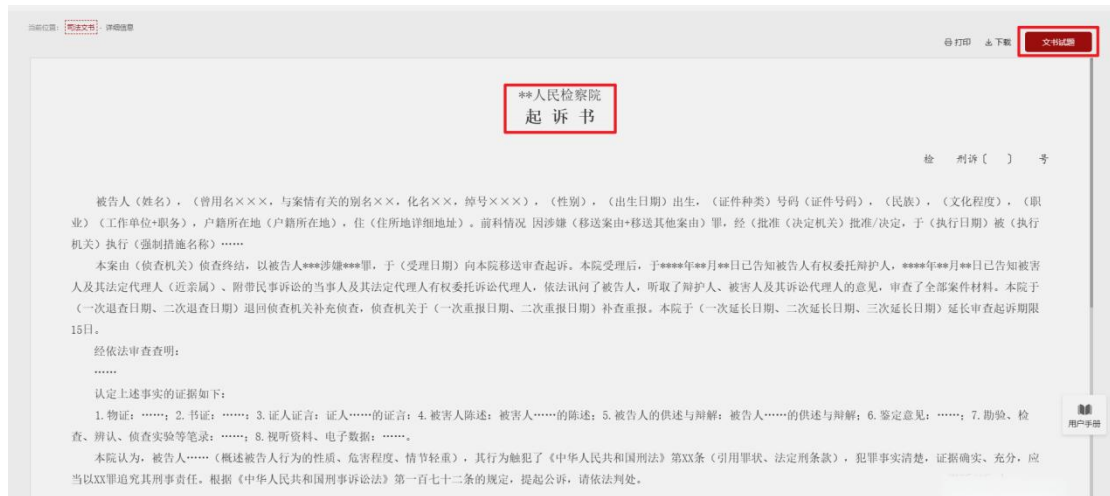 当前位置：司法文书 - 详细信息
打印 下载 文书试题
**人民检察院
起 诉 书
检 刑诉〔 〕 号
被告人（姓名），（曾用名×××，与案情有关的别名××，化名××，绰号×××），（性别），（出生日期）出生，（证件种类）号码（证件号码），（民族），（文化程度），（职
业）（工作单位+职务），户籍所在地（户籍所在地），住（住所地详细地址）。前科情况 因涉嫌（移送案由+移送其他案由）罪，经（批准（决定机关）批准/决定，于（执行日期）被（执行
机关）执行（强制措施名称）……
本案由（侦查机关）侦查终结，以被告人***涉嫌***罪，于（受理日期）向本院移送审查起诉。本院受理后，于****年**月**日已告知被告人有权委托辩护人，****年**月**日已告知被害
人及其法定代理人（近亲属）、附带民事诉讼的当事人及其法定代理人有权委托诉讼代理人，依法讯问了被告人，听取了辩护人、被害人及其诉讼代理人的意见，审查了全部案件材料。本院于
（一次退查日期、二次退查日期）退回侦查机关补充侦查，侦查机关于（一次重报日期、二次重报日期）补查重报。本院于（一次延长日期、二次延长日期、三次延长日期）延长审查起诉期限
15日。
经依法审查查明：
……
认定上述事实的证据如下：
1.物证：……；2.书证：……；3.证人证言：证人……的证言；4.被害人陈述：被害人……的陈述；5.被告人的供述与辩解：被告人……的供述与辩解；6.鉴定意见：……；7.勘验、检
查、辨认、侦查实验等笔录：……；8.视听资料、电子数据：……。
本院认为，被告人……（概述被告人行为的性质、危害程度、情节轻重），其行为触犯了《中华人民共和国刑法》第XX条（引用罪状、法定刑条款），犯罪事实清楚，证据确实、充分，应
当以XX罪追究其刑事责任。根据《中华人民共和国刑事诉讼法》第一百七十二条的规定，提起公诉，请依法判处。
用户手册